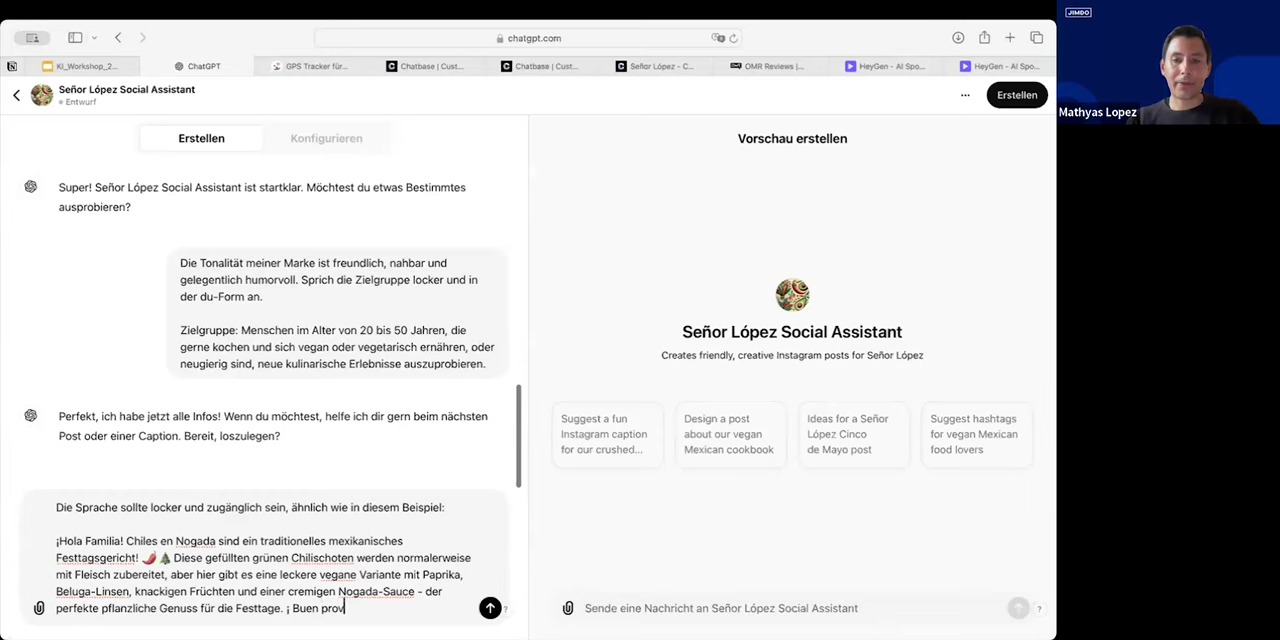 chatgpt.com
KI_Workshop_2...
ChatGPT
GPS Tracker für...
Chatbase | Cust...
Chatbase | Cust...
Señor López - C...
OMR Reviews |...
HeyGen - AI Spo...
HeyGen - AI Spo...
JIMDO
Mathyas Lopez
Señor López Social Assistant
Entwurf
...
Erstellen
Erstellen
Konfigurieren
Super! Señor López Social Assistant ist startklar. Möchtest du etwas Bestimmtes
ausprobieren?
Die Tonalität meiner Marke ist freundlich, nahbar und
gelegentlich humorvoll. Sprich die Zielgruppe locker und in
der du-Form an.
Zielgruppe: Menschen im Alter von 20 bis 50 Jahren, die
gerne kochen und sich vegan oder vegetarisch ernähren, oder
neugierig sind, neue kulinarische Erlebnisse auszuprobieren.
Perfekt, ich habe jetzt alle Infos! Wenn du möchtest, helfe ich dir gern beim nächsten
Post oder einer Caption. Bereit, loszulegen?
Die Sprache sollte locker und zugänglich sein, ähnlich wie in diesem Beispiel:
¡Hola Familia! Chiles en Nogada sind ein traditionelles mexikanisches
Festtagsgericht! 🌶️🎄 Diese gefüllten grünen Chilischoten werden normalerweise
mit Fleisch zubereitet, aber hier gibt es eine leckere vegane Variante mit Paprika,
Beluga-Linsen, knackigen Früchten und einer cremigen Nogada-Sauce - der
perfekte pflanzliche Genuss für die Festtage. ¡ Buen prov
?
Vorschau erstellen
Señor López Social Assistant
Creates friendly, creative Instagram posts for Señor López
Suggest a fun
Instagram caption
for our crushed...
Design a post
about our vegan
Mexican cookbook
Ideas for a Señor
López Cinco
de Mayo post
Suggest hashtags
for vegan Mexican
food lovers
Sende eine Nachricht an Señor López Social Assistant
?